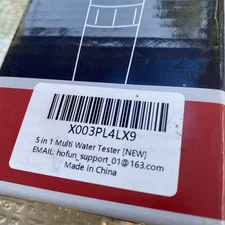 X003PL4LX9
5 in 1 Multi Water Tester [NEW]
EMAIL: hofun_support_01@163.com
Made in China